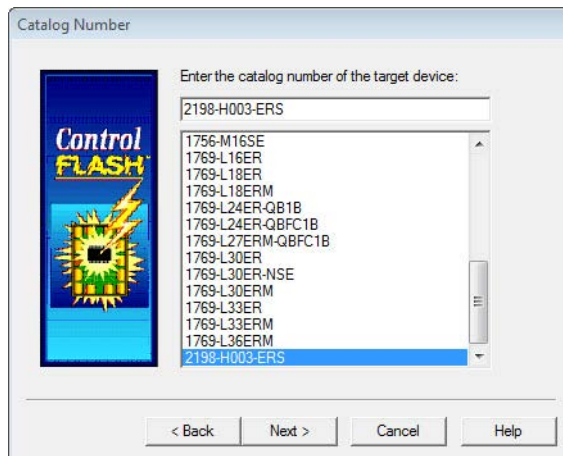 Catalog Number
Control
FLASH
Enter the catalog number of the target device:
2198-H003-ERS
1756-M16SE
1769-L16ER
1769-L18ER
1769-L18ERM
1769-L24ER-QB1B
1769-L24ER-QBFC1B
1769-L27ERM-QBFC1B
1769-L30ER
1769-L30ER-NSE
1769-L30ERM
1769-L33ER
1769-L33ERM
1769-L36ERM
2198-H003-ERS
< Back
Next >
Cancel
Help